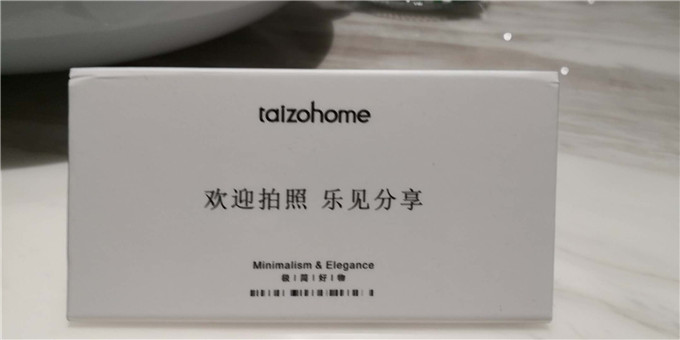 taizohome
欢迎拍照 乐见分享
Minimalism & Elegance
极|简|好|物